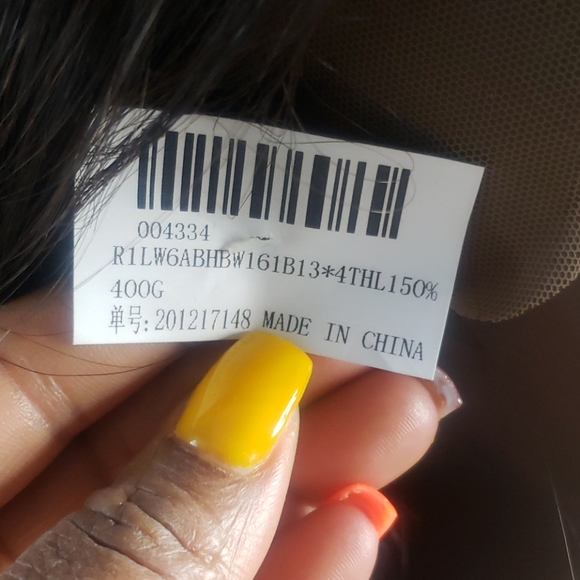 004334
R1LW6ABHBW161B13*4THL150%
400G
单号: 201217148 MADE IN CHINA